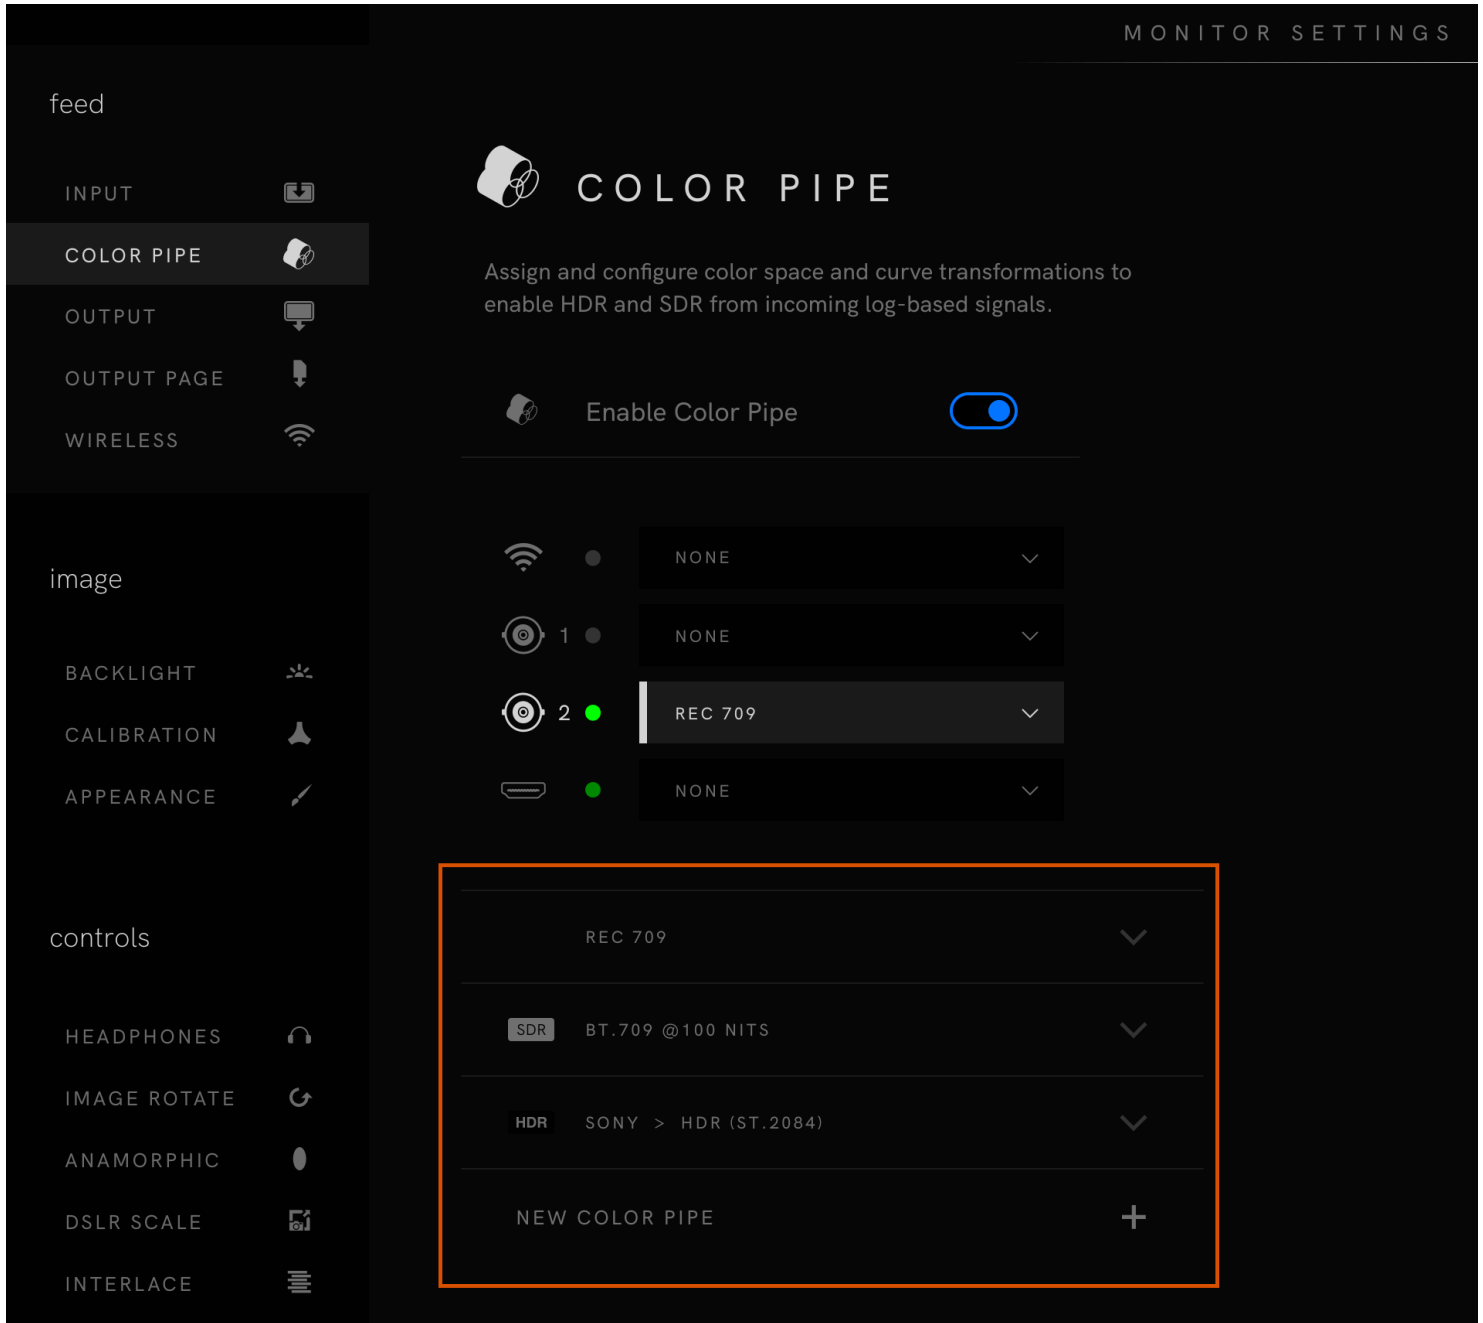 MONITOR SETTINGS
feed
INPUT
COLOR PIPE
OUTPUT
OUTPUT PAGE
WIRELESS
image
BACKLIGHT
CALIBRATION
APPEARANCE
controls
HEADPHONES
IMAGE ROTATE
ANAMORPHIC
DSLR SCALE
INTERLACE
COLOR PIPE
Assign and configure color space and curve transformations to
enable HDR and SDR from incoming log-based signals.
Enable Color Pipe
NONE
1 NONE
2 REC 709
NONE
REC 709
SDR BT.709 @100 NITS
HDR SONY > HDR (ST.2084)
NEW COLOR PIPE +